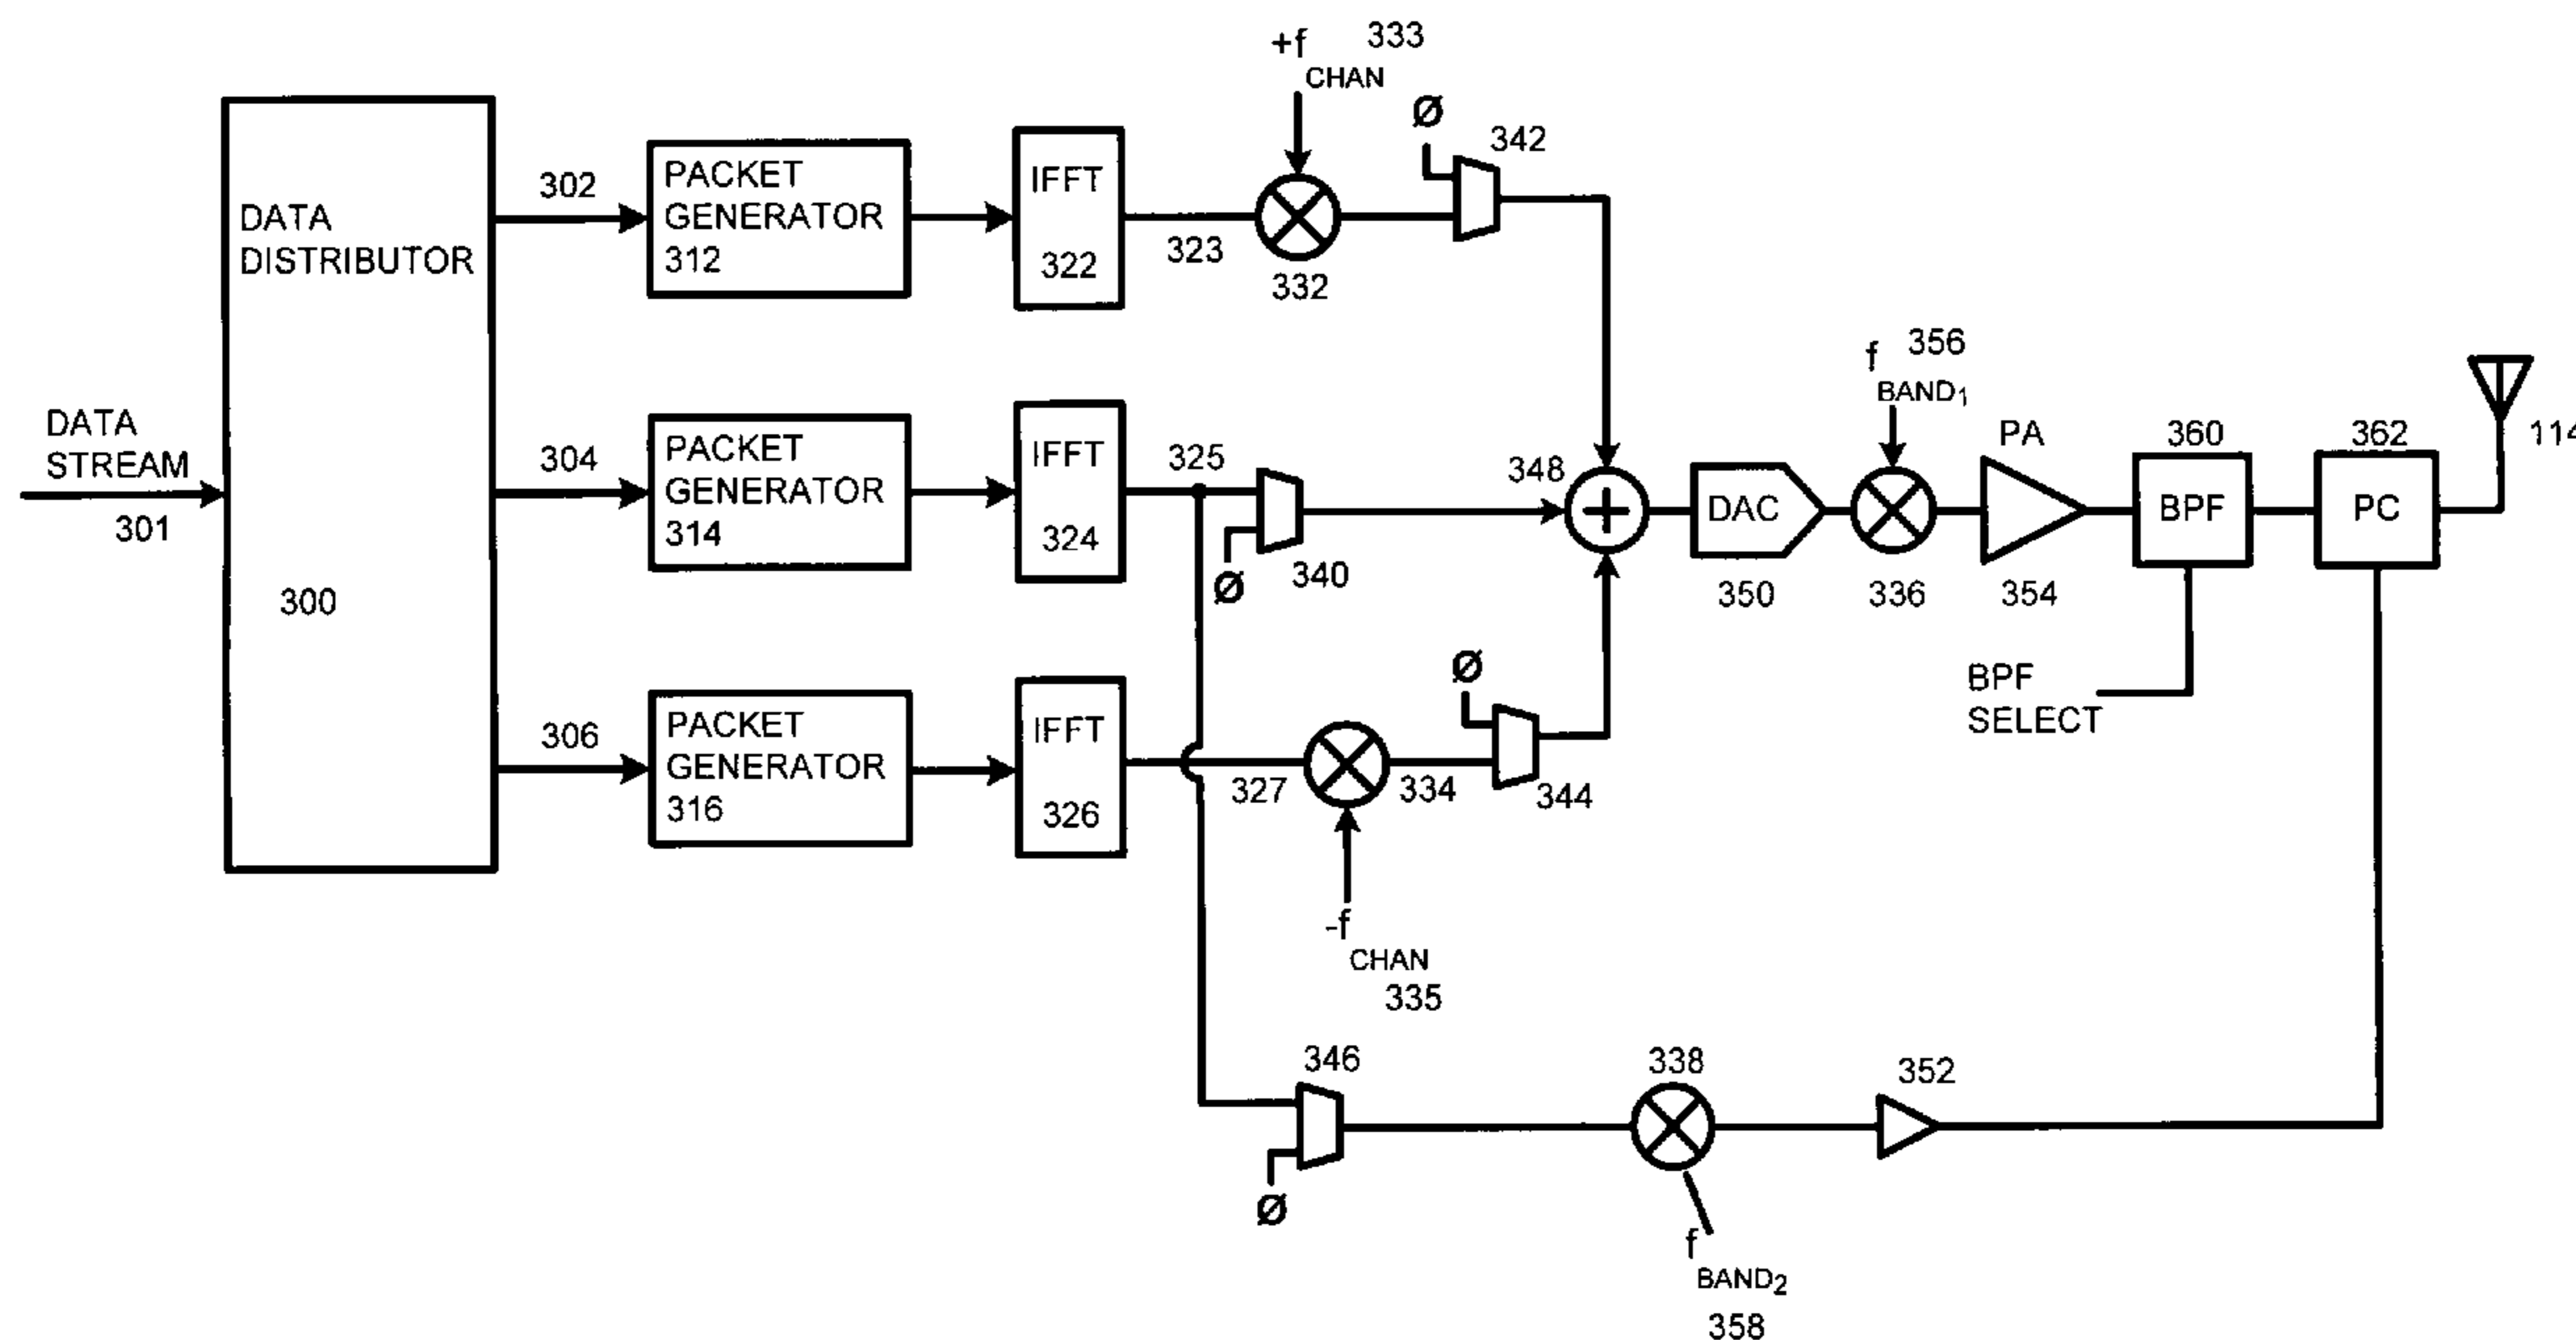 +f 333
CHAN
Ø
342
302
PACKET
GENERATOR
312
IFFT
322
323
332
DATA
DISTRIBUTOR
300
f 356
BAND1
DATA
STREAM
301
304
PACKET
GENERATOR
314
IFFT
324
325
Ø
340
348
DAC
350
336
PA
354
360
BPF
362
PC
114
BPF
SELECT
306
PACKET
GENERATOR
316
IFFT
326
327
334
Ø
344
-f
CHAN
335
346
Ø
338
352
f
BAND2
358